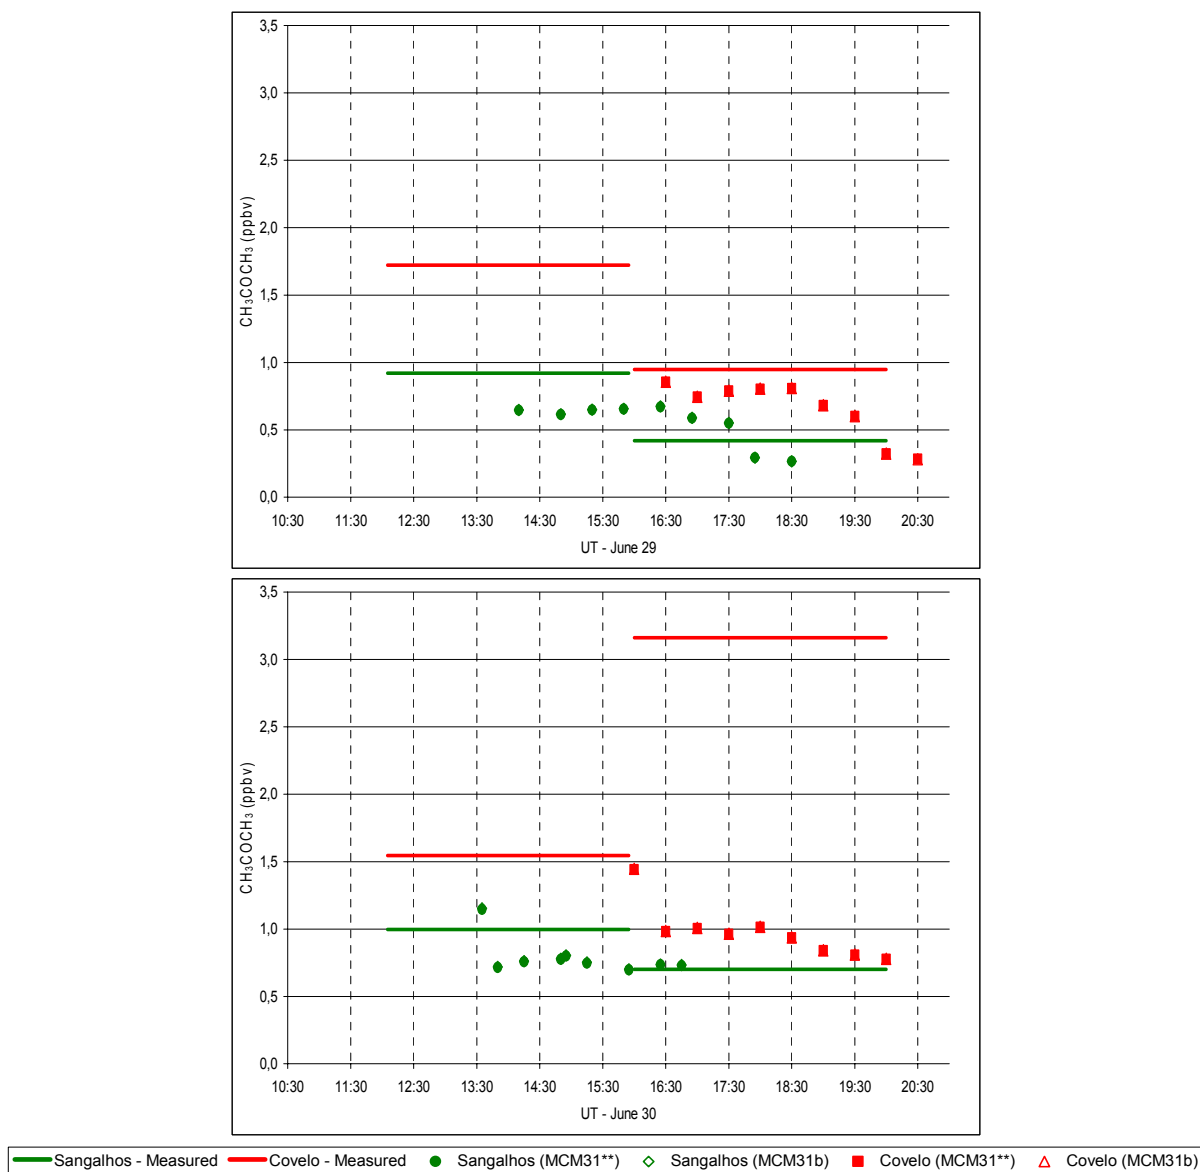 3,5
3,0
2,5
2,0
1,5
1,0
0,5
0,0
CH₃COCH₃ (ppbv)
10:30 11:30 12:30 13:30 14:30 15:30 16:30 17:30 18:30 19:30 20:30
UT - June 29
3,5
3,0
2,5
2,0
1,5
1,0
0,5
0,0
CH₃COCH₃ (ppbv)
10:30 11:30 12:30 13:30 14:30 15:30 16:30 17:30 18:30 19:30 20:30
UT - June 30
Sangalhos - Measured Covelo - Measured Sangalhos (MCM31**) Sangalhos (MCM31b) Covelo (MCM31**) Covelo (MCM31b)